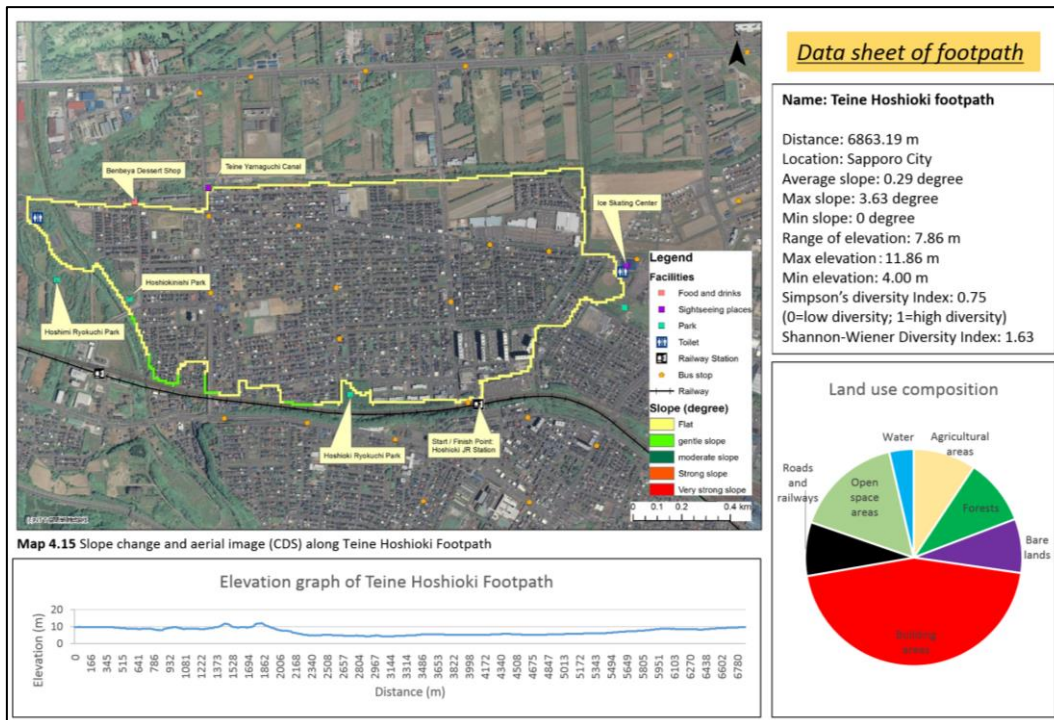 Data sheet of footpath
Name: Teine Hoshioki footpath
Distance: 6863.19 m
Location: Sapporo City
Average slope: 0.29 degree
Max slope: 3.63 degree
Min slope: 0 degree
Range of elevation: 7.86 m
Max elevation: 11.86 m
Min elevation: 4.00 m
Simpson's diversity Index: 0.75
(0=low diversity; 1=high diversity)
Shannon-Wiener Diversity Index: 1.63
Benbeya Dessert Shop
Teine Yamaguchi Canal
Ice Skating Center
Hoshiokinishi Park
Hoshimi Ryokuchi Park
Hoshioki Ryokuchi Park
Start / Finish Point:
Hoshioki JR Station
Legend
Facilities
Food and drinks
Sightseeing places
Park
Toilet
Railway Station
Bus stop
Railway
Slope (degree)
Flat
gentle slope
moderate slope
Strong slope
Very strong slope
0 0.1 0.2 0.4 km
Map 4.15 Slope change and aerial image (CDS) along Teine Hoshioki Footpath
Elevation graph of Teine Hoshioki Footpath
Elevation (m)
20
10
0
0 166 345 515 641 786 932 1081 1222 1373 1528 1694 1862 2006 2168 2340 2508 2657 2804 2967 3144 3314 3486 3653 3822 3998 4172 4340 4508 4675 4847 5013 5172 5343 5494 5649 5805 5951 6103 6270 6438 6602 6780
Distance (m)
Land use composition
Water
Agricultural
areas
Roads
and
railways
Open
space
areas
Forests
Bare
lands
areas